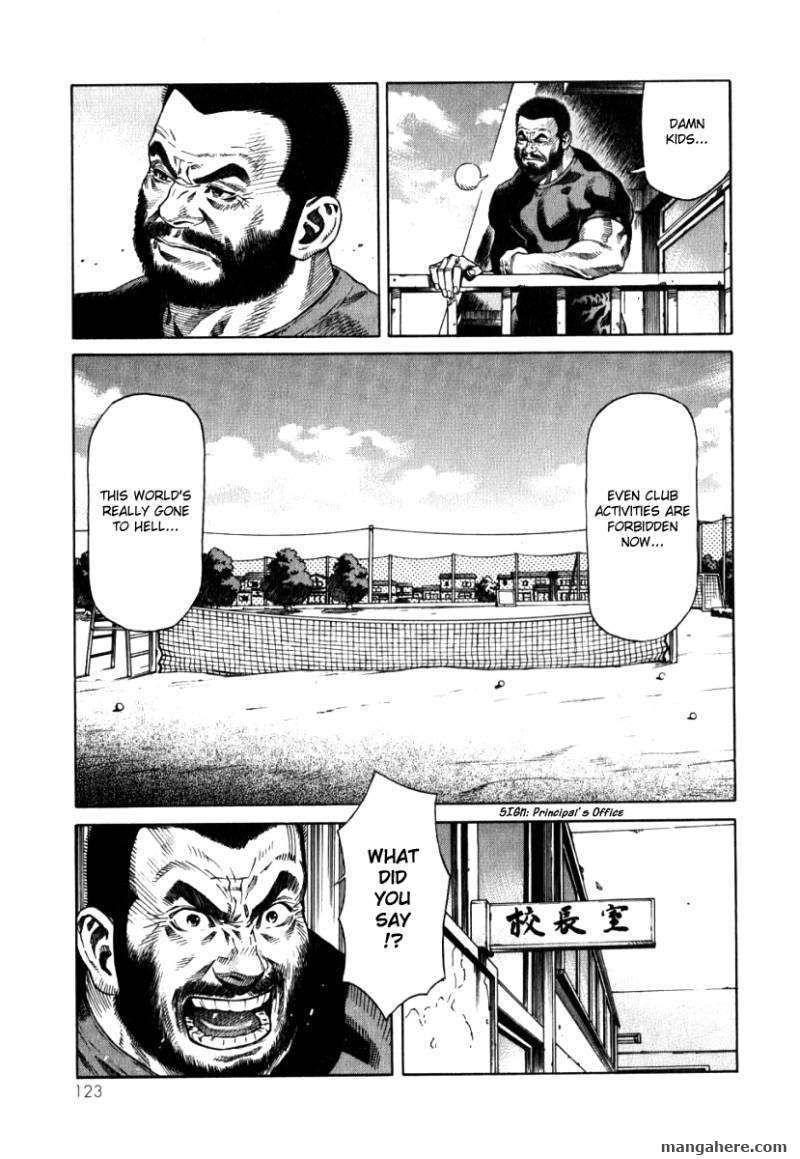 DAMN
KIDS...
EVEN CLUB
ACTIVITIES ARE
FORBIDDEN
NOW...
THIS WORLD'S
REALLY GONE
TO HELL...
SIGN: Principal's Office
校長室
WHAT
DID
YOU
SAY
!?
123
mangahere.com